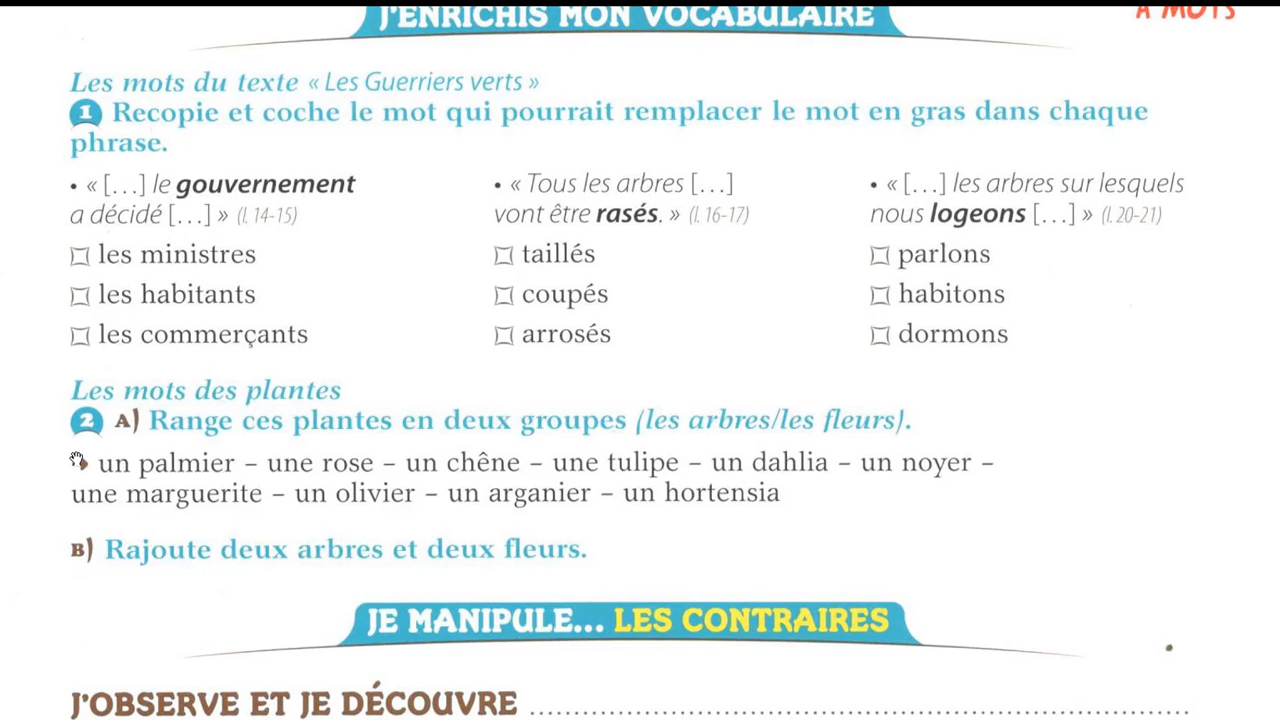 J'ENRICHIS MON VOCABULAIRE
À MOTS
Les mots du texte « Les Guerriers verts »
1 Recopie et coche le mot qui pourrait remplacer le mot en gras dans chaque
phrase.
• « […] le gouvernement
a décidé […] » (l. 14-15)
☐ les ministres
☐ les habitants
☐ les commerçants
• « Tous les arbres […]
vont être rasés. » (l. 16-17)
☐ taillés
☐ coupés
☐ arrosés
• « […] les arbres sur lesquels
nous logeons […] » (l. 20-21)
☐ parlons
☐ habitons
☐ dormons
Les mots des plantes
2 A) Range ces plantes en deux groupes (les arbres/les fleurs).
un palmier – une rose – un chêne – une tulipe – un dahlia – un noyer –
une marguerite – un olivier – un arganier – un hortensia
B) Rajoute deux arbres et deux fleurs.
JE MANIPULE... LES CONTRAIRES
J'OBSERVE ET JE DÉCOUVRE